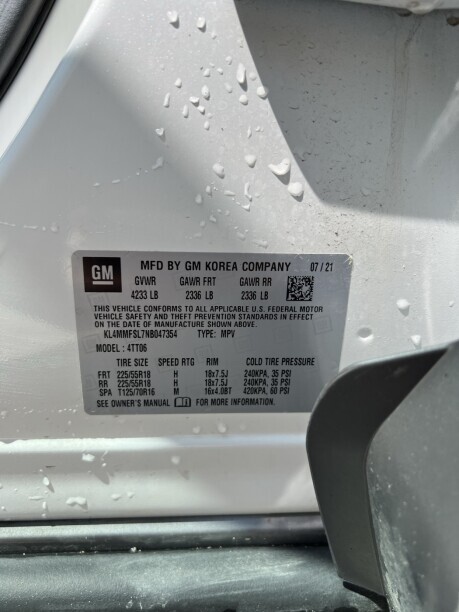 GM MFD BY GM KOREA COMPANY 07/21
GVWR GAWR FRT GAWR RR
4233 LB 2336 LB 2336 LB
THIS VEHICLE CONFORMS TO ALL APPLICABLE U.S. FEDERAL MOTOR
VEHICLE SAFETY AND THEFT PREVENTION STANDARDS IN EFFECT
ON THE DATE OF MANUFACTURE SHOWN ABOVE.
KL4MMFSL7NB047354 TYPE: MPV
MODEL: 4TT06
TIRE SIZE SPEED RTG RIM COLD TIRE PRESSURE
FRT 225/55R18 H 18x7.5J 240KPA, 35 PSI
RR 225/55R18 H 18x7.5J 240KPA, 35 PSI
SPA T125/70R16 M 16x4.0BT 420KPA, 60 PSI
SEE OWNER'S MANUAL FOR MORE INFORMATION